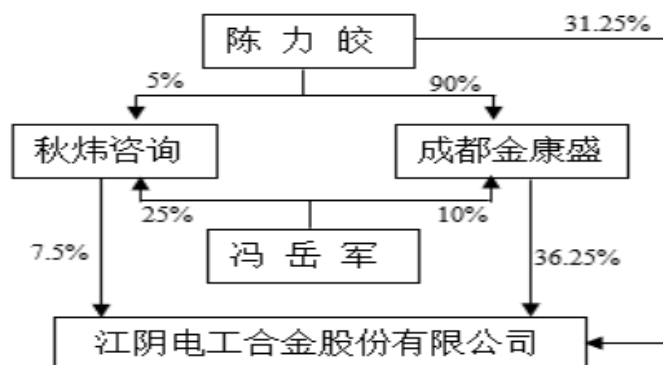 陈 力 皎
31.25%
5%
90%
秋炜咨询
成都金康盛
25%
10%
冯 岳 军
7.5%
36.25%
江阴电工合金股份有限公司